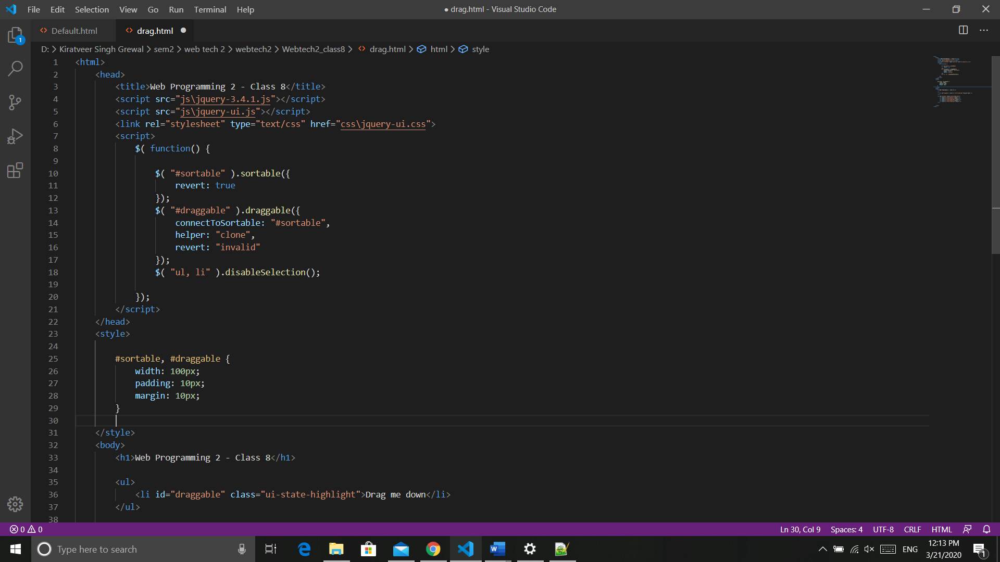 File Edit Selection View Go Run Terminal Help
● drag.html - Visual Studio Code
Default.html
drag.html
1
D: > Kiratveer Singh Grewal > sem2 > web tech 2 > webtech2 > Webtech2_class8 > drag.html > html > style
1 <html>
2 <head>
3 <title>Web Programming 2 - Class 8</title>
4 <script src="js\jquery-3.4.1.js"></script>
5 <script src="js\jquery-ui.js"></script>
6 <link rel="stylesheet" type="text/css" href="css\jquery-ui.css">
7 <script>
8 $( function() {
9
10 $( "#sortable" ).sortable({
11 revert: true
12 });
13 $( "#draggable" ).draggable({
14 connectToSortable: "#sortable",
15 helper: "clone",
16 revert: "invalid"
17 });
18 $( "ul, li" ).disableSelection();
19
20 });
21 </script>
22 </head>
23 <style>
24
25 #sortable, #draggable {
26 width: 100px;
27 padding: 10px;
28 margin: 10px;
29 }
30
31 </style>
32 <body>
33 <h1>Web Programming 2 - Class 8</h1>
34
35 <ul>
36 <li id="draggable" class="ui-state-highlight">Drag me down</li>
37 </ul>
38
0 0
Ln 30, Col 9 Spaces: 4 UTF-8 CRLF HTML
Type here to search
ENG
12:13 PM
3/21/2020
1